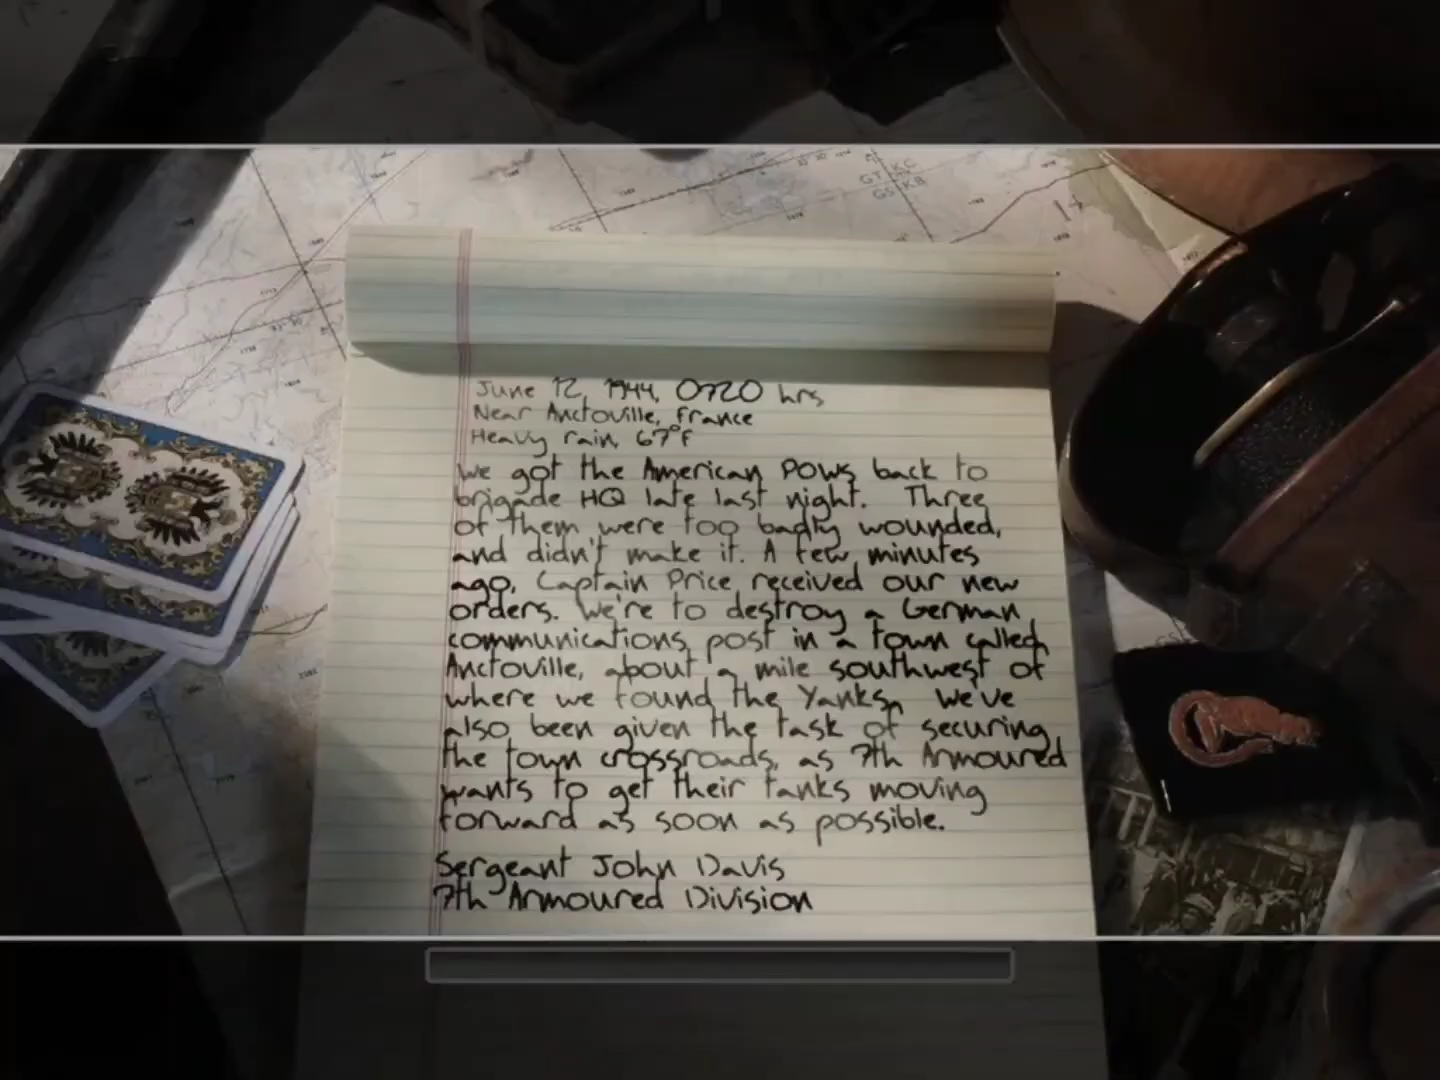 GT KC
GS KB
14
June 12, 1944, 0720 hrs
Near Anctoville, France
Heavy rain, 67°F
We got the American POWs back to
brigade HQ late last night. Three
of them were too badly wounded,
and didn't make it. A few minutes
ago, Captain Price received our new
orders. We're to destroy a German
communications post in a town called
Anctoville, about a mile southwest of
where we found the Yanks. We've
also been given the task of securing
the town crossroads, as 7th Armoured
wants to get their tanks moving
forward as soon as possible.
Sergeant John Davis
7th Armoured Division